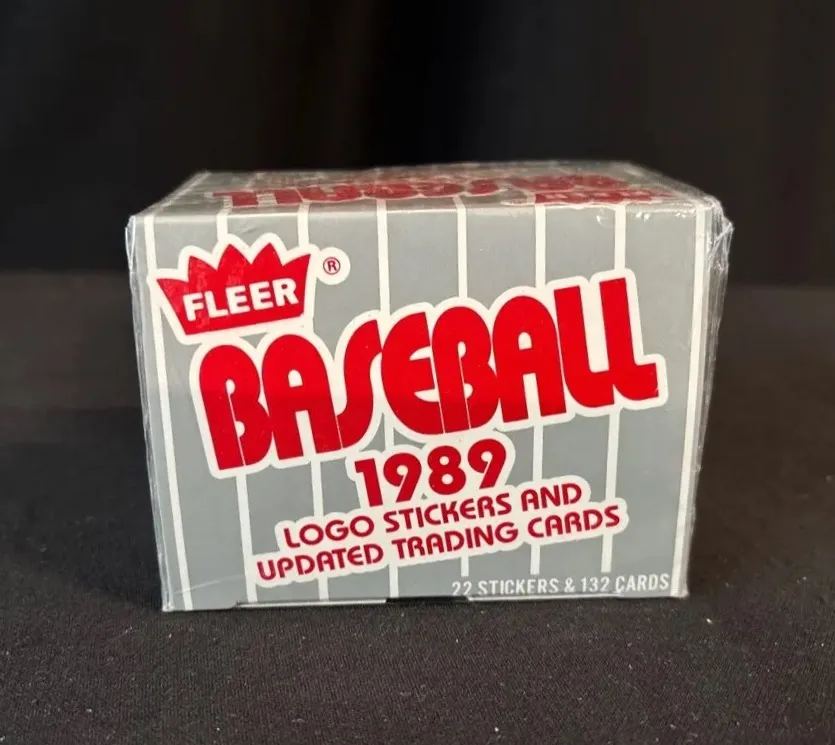 FLEER ®
BASEBALL
1989
LOGO STICKERS AND
UPDATED TRADING CARDS
22 STICKERS & 132 CARDS